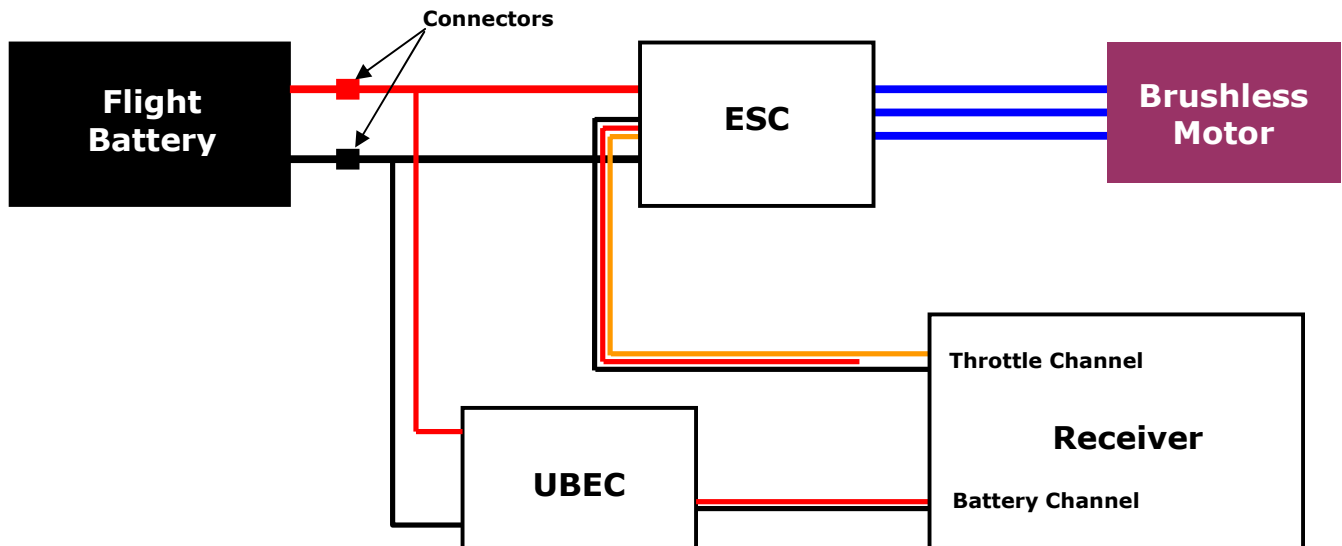 Connectors
Flight
Battery
ESC
Brushless
Motor
Throttle Channel
Receiver
UBEC
Battery Channel